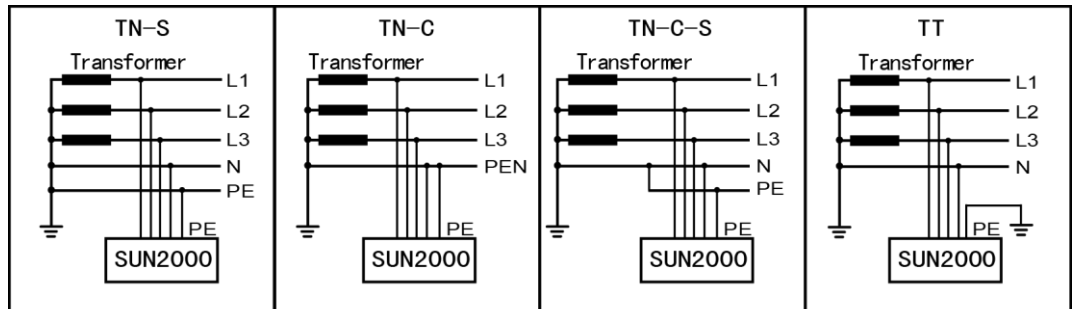 TN-S
Transformer
L1
L2
L3
N
PE
PE
SUN2000
TN-C
Transformer
L1
L2
L3
PEN
PE
SUN2000
TN-C-S
Transformer
L1
L2
L3
N
PE
PE
SUN2000
TT
Transformer
L1
L2
L3
N
PE
SUN2000